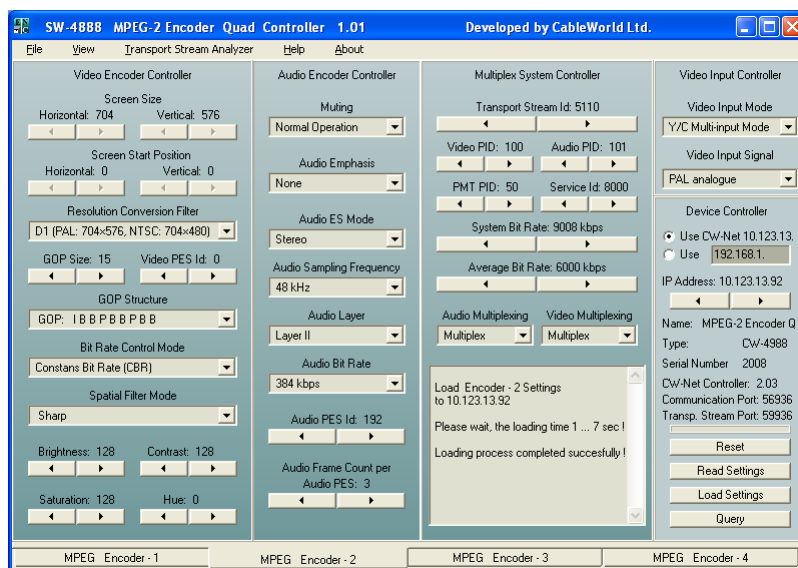 SW-4888 MPEG-2 Encoder Quad Controller 1.01 Developed by CableWorld Ltd.
File View Transport Stream Analyzer Help About
Video Encoder Controller
Screen Size
Horizontal: 704 Vertical: 576
Screen Start Position
Horizontal: 0 Vertical: 0
Resolution Conversion Filter
D1 (PAL: 704×576, NTSC: 704×480)
GOP Size: 15 Video PES Id: 0
GOP Structure
GOP: I B B P B B P B B
Bit Rate Control Mode
Constans Bit Rate (CBR)
Spatial Filter Mode
Sharp
Brightness: 128 Contrast: 128
Saturation: 128 Hue: 0
Audio Encoder Controller
Muting
Normal Operation
Audio Emphasis
None
Audio ES Mode
Stereo
Audio Sampling Frequency
48 kHz
Audio Layer
Layer II
Audio Bit Rate
384 kbps
Audio PES Id: 192
Audio Frame Count per
Audio PES: 3
Multiplex System Controller
Transport Stream Id: 5110
Video PID: 100 Audio PID: 101
PMT PID: 50 Service Id: 8000
System Bit Rate: 9008 kbps
Average Bit Rate: 6000 kbps
Audio Multiplexing Video Multiplexing
Multiplex Multiplex
Load Encoder - 2 Settings
to 10.123.13.92
Please wait, the loading time 1 ... 7 sec !
Loading process completed succesfully !
Video Input Controller
Video Input Mode
Y/C Multi-input Mode
Video Input Signal
PAL analogue
Device Controller
Use CW-Net 10.123.13.
Use 192.168.1.
IP Address: 10.123.13.92
Name: MPEG-2 Encoder Q
Type: CW-4988
Serial Number 2008
CW-Net Controller: 2.03
Communication Port: 56936
Transp. Stream Port: 59936
Reset
Read Settings
Load Settings
Query
MPEG Encoder - 1 MPEG Encoder - 2 MPEG Encoder - 3 MPEG Encoder - 4